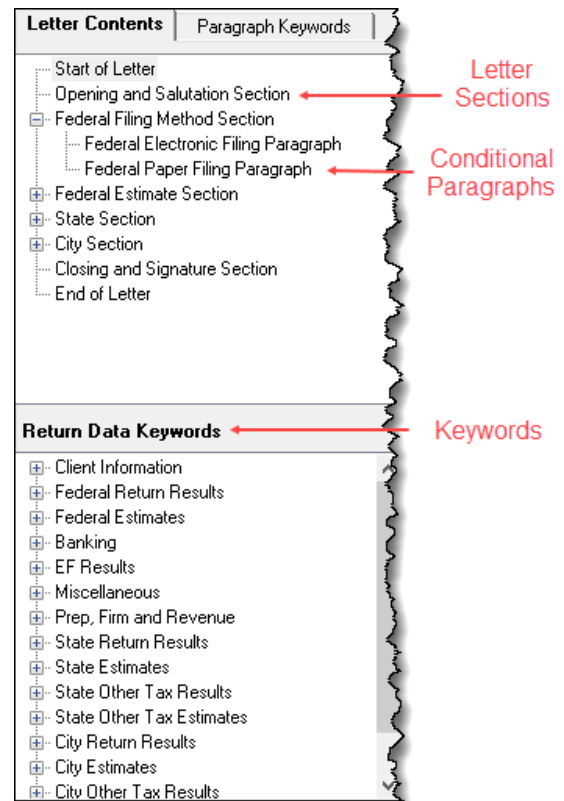 Letter Contents
Paragraph Keywords
Start of Letter
Opening and Salutation Section
Federal Filing Method Section
Federal Electronic Filing Paragraph
Federal Paper Filing Paragraph
Federal Estimate Section
State Section
City Section
Closing and Signature Section
End of Letter
Letter
Sections
Conditional
Paragraphs
Return Data Keywords
Keywords
Client Information
Federal Return Results
Federal Estimates
Banking
EF Results
Miscellaneous
Prep, Firm and Revenue
State Return Results
State Estimates
State Other Tax Results
State Other Tax Estimates
City Return Results
City Estimates
City Other Tax Results